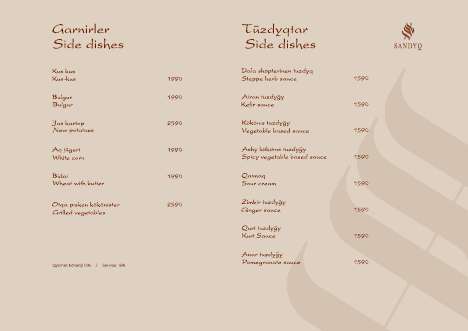 Garnirler
Side dishes
Kus kus
Kus-kus 1990
Bulgur 1990
Bulgur
Jas kartop 2590
New potatoes
Aq júgeri 1990
White corn
Bidai 1990
Wheat with butter
Otqa pisken kókónister 2590
Grilled vegetables
Tūzdyqtar
Side dishes
SANDYQ
Dala shópterinen tuzdyq
Steppe herb sauce 1590
Airan tuzdyǵy
Kefir sauce 1590
Kókónis tuzdyǵy
Vegetable based sauce 1590
Ashy kókónis tuzdyǵy
Spicy vegetable based sauce 1590
Qaimaq
Sour cream 1590
Zimbir tuzdyǵy
Ginger sauce 1590
Qurt tuzdyǵy
Kurt Sauce 1590
Anar tuzdyǵy
Pomegranate sauce 1590